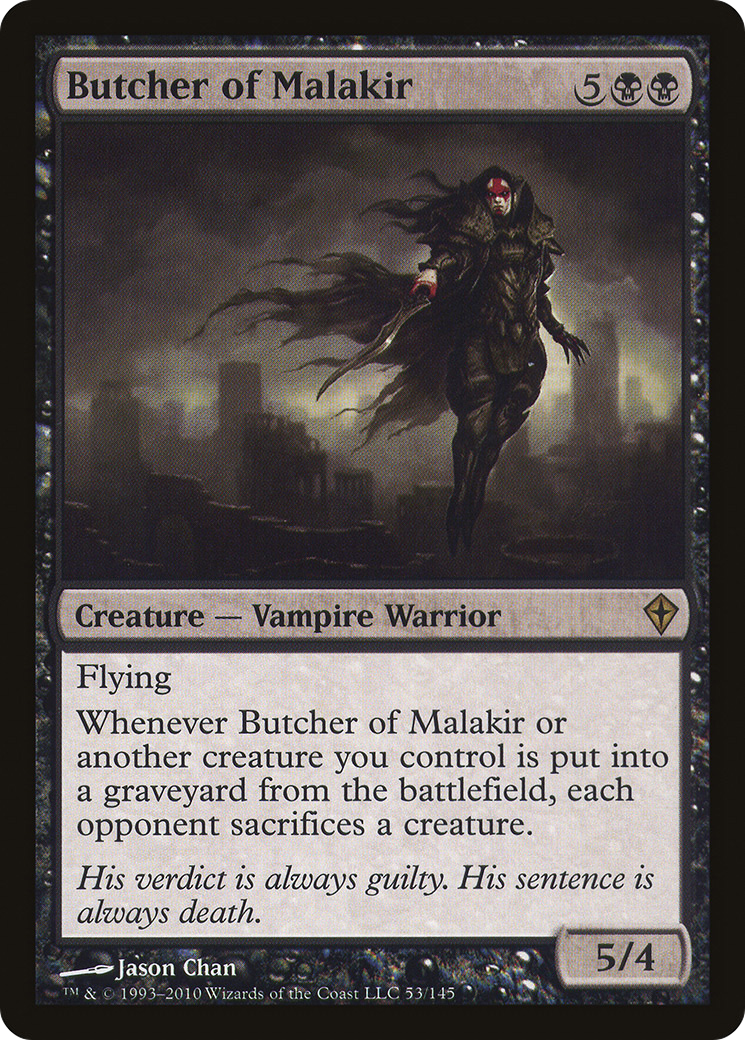 Butcher of Malakir 5
Creature — Vampire Warrior
Flying
Whenever Butcher of Malakir or
another creature you control is put into
a graveyard from the battlefield, each
opponent sacrifices a creature.
His verdict is always guilty. His sentence is
always death.
5/4
Jason Chan
™ & © 1993–2010 Wizards of the Coast LLC 53/145